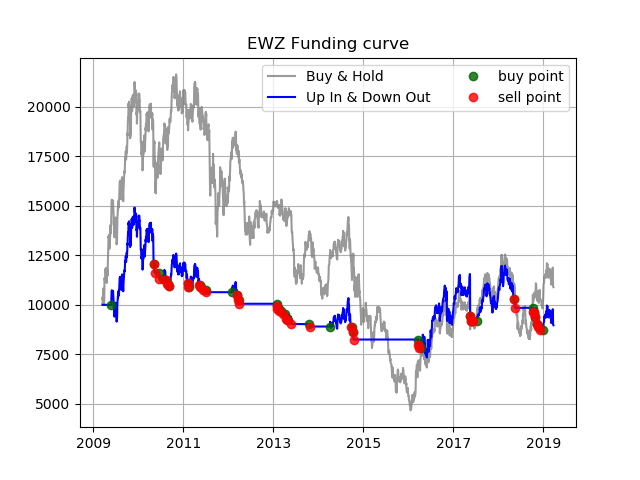 EWZ Funding curve
Buy & Hold
Up In & Down Out
buy point
sell point
20000
17500
15000
12500
10000
7500
5000
2009
2011
2013
2015
2017
2019